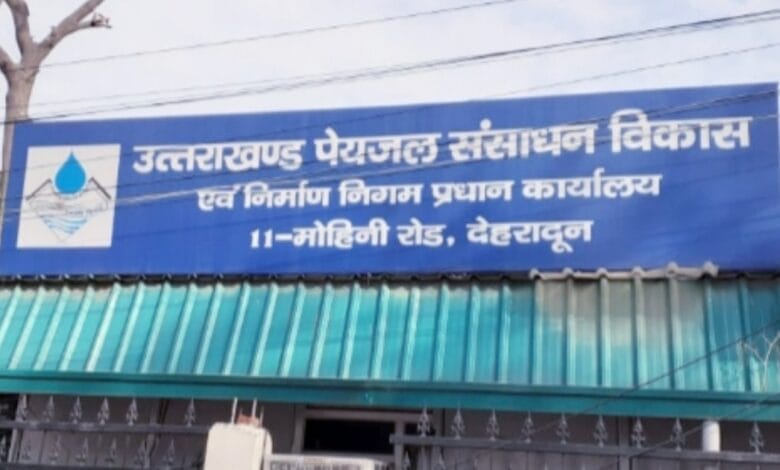 उत्तराखण्ड पेयजल संसाधन विकास
एवं निर्माण निगम प्रधान कार्यालय
11-मोहिनी रोड, देहरादून